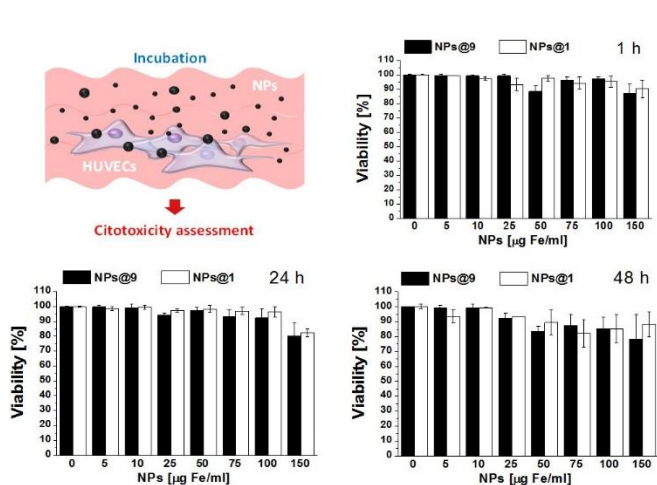 Incubation
NPs
HUVECs
Citotoxicity assessment
NPs@9 NPs@1 1 h
Viability [%]
110
100
90
80
70
60
50
40
30
20
10
0
0 5 10 25 50 75 100 150
NPs [μg Fe/ml]
NPs@9 NPs@1 24 h
Viability [%]
110
100
90
80
70
60
50
40
30
20
10
0
0 5 10 25 50 75 100 150
NPs [μg Fe/ml]
NPs@9 NPs@1 48 h
Viability [%]
110
100
90
80
70
60
50
40
30
20
10
0
0 5 10 25 50 75 100 150
NPs [μg Fe/ml]